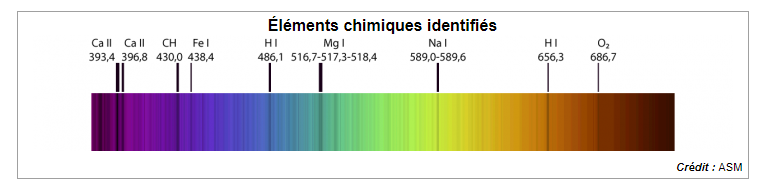 Éléments chimiques identifiés
Ca II Ca II CH Fe I H I Mg I Na I H I O₂
393,4 396,8 430,0 438,4 486,1 516,7-517,3-518,4 589,0-589,6 656,3 686,7
Crédit : ASM